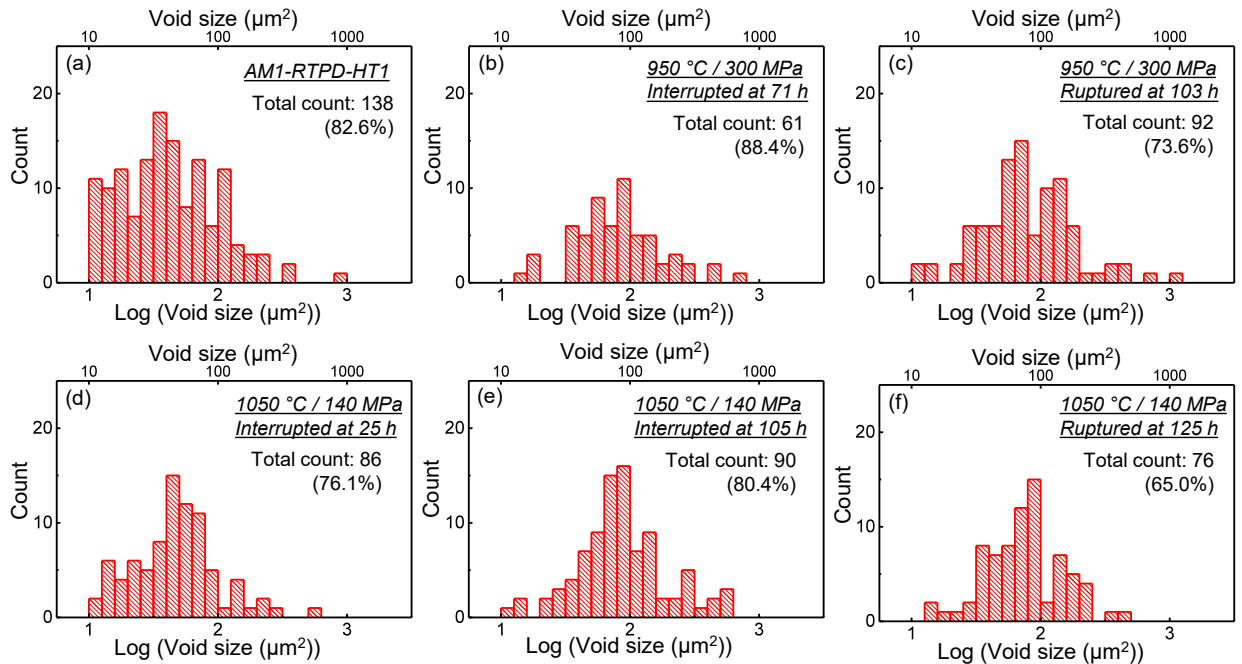 Void size (µm²)
10 100 1000
(a)
AM1-RTPD-HT1
Total count: 138
(82.6%)
Count
20
10
0
1 2 3
Log (Void size (µm²))
Void size (µm²)
10 100 1000
(b)
950 °C / 300 MPa
Interrupted at 71 h
Total count: 61
(88.4%)
Count
20
10
0
1 2 3
Log (Void size (µm²))
Void size (µm²)
10 100 1000
(c)
950 °C / 300 MPa
Ruptured at 103 h
Total count: 92
(73.6%)
Count
20
10
0
1 2 3
Log (Void size (µm²))
Void size (µm²)
10 100 1000
(d)
1050 °C / 140 MPa
Interrupted at 25 h
Total count: 86
(76.1%)
Count
20
10
0
1 2 3
Log (Void size (µm²))
Void size (µm²)
10 100 1000
(e)
1050 °C / 140 MPa
Interrupted at 105 h
Total count: 90
(80.4%)
Count
20
10
0
1 2 3
Log (Void size (µm²))
Void size (µm²)
10 100 1000
(f)
1050 °C / 140 MPa
Ruptured at 125 h
Total count: 76
(65.0%)
Count
20
10
0
1 2 3
Log (Void size (µm²))